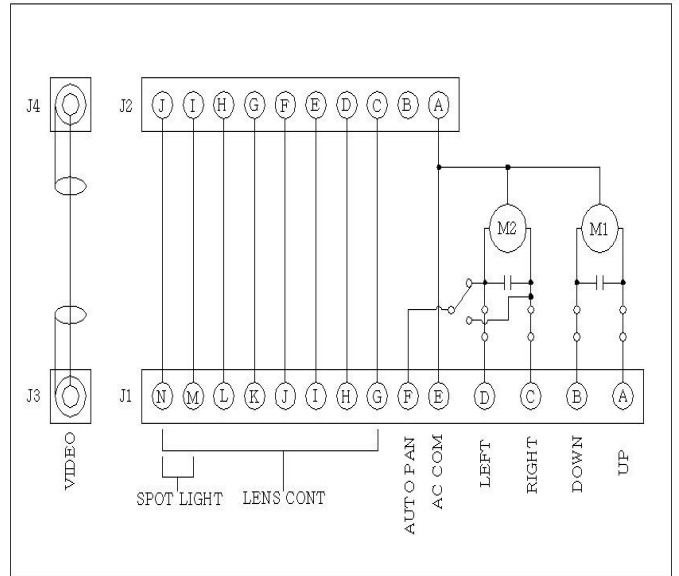 J4 J2 J I H G F E D C B A
M2 M1
J3 J1 N M L K J I H G F E D C B A
VIDEO
SPOT LIGHT LENS CONT
AUTO PAN
AC COM
LEFT
RIGHT
DOWN
UP